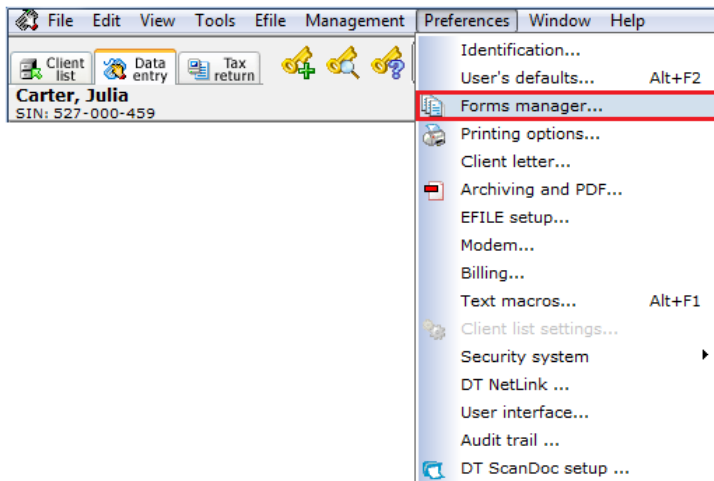 File Edit View Tools Efile Management Preferences Window Help
Client list
Data entry
Tax return
Carter, Julia
SIN: 527-000-459
Identification...
User's defaults... Alt+F2
Forms manager...
Printing options...
Client letter...
Archiving and PDF...
EFILE setup...
Modem...
Billing...
Text macros... Alt+F1
Client list settings...
Security system
DT NetLink ...
User interface...
Audit trail ...
DT ScanDoc setup ...